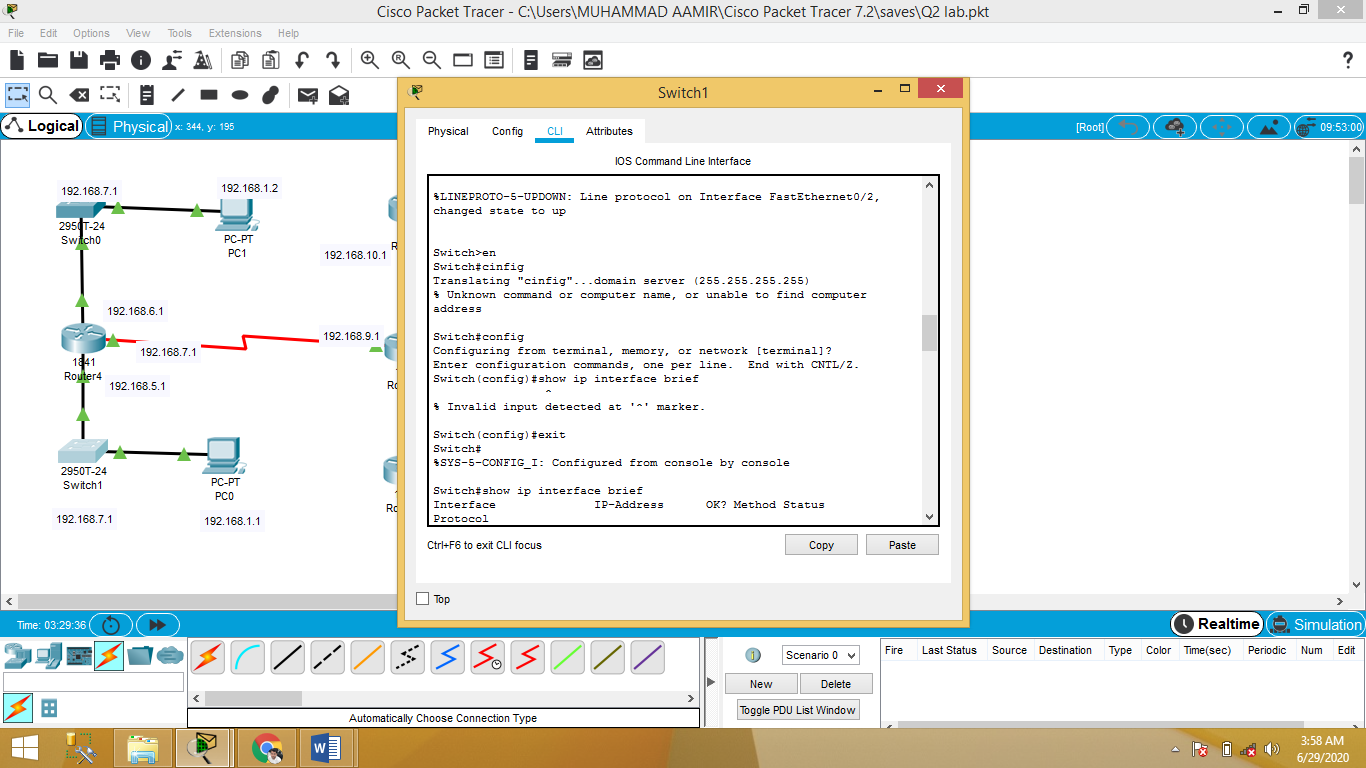 Cisco Packet Tracer - C:\Users\MUHAMMAD AAMIR\Cisco Packet Tracer 7.2\saves\Q2 lab.pkt
File Edit Options View Tools Extensions Help
?
Logical
Physical
x: 344, y: 195
[Root]
09:53:00
192.168.7.1
2950T-24
Switch0
192.168.1.2
PC-PT
PC1
192.168.10.1
192.168.6.1
192.168.7.1
192.168.9.1
1841
Router4
192.168.5.1
2950T-24
Switch1
PC-PT
PC0
192.168.7.1
192.168.1.1
Switch1
Physical Config CLI Attributes
IOS Command Line Interface
%LINEPROTO-5-UPDOWN: Line protocol on Interface FastEthernet0/2,
changed state to up
Switch>en
Switch#cinfig
Translating "cinfig"...domain server (255.255.255.255)
% Unknown command or computer name, or unable to find computer
address
Switch#config
Configuring from terminal, memory, or network [terminal]?
Enter configuration commands, one per line.  End with CNTL/Z.
Switch(config)#show ip interface brief
^
% Invalid input detected at '^' marker.
Switch(config)#exit
Switch#
%SYS-5-CONFIG_I: Configured from console by console
Switch#show ip interface brief
Interface IP-Address OK? Method Status
Protocol
Ctrl+F6 to exit CLI focus
Copy
Paste
Top
Time: 03:29:36
Realtime
Simulation
Automatically Choose Connection Type
Scenario 0
New
Delete
Toggle PDU List Window
Fire Last Status Source Destination Type Color Time(sec) Periodic Num Edit
3:58 AM
6/29/2020